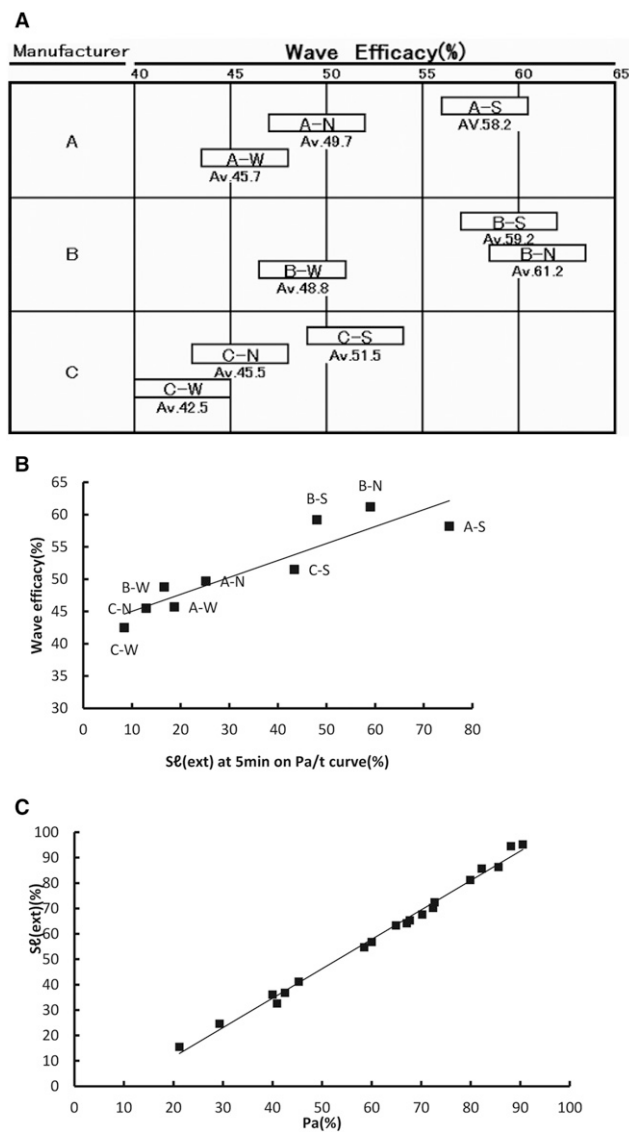 A
Manufacturer Wave Efficacy(%)
40 45 50 55 60 65
A
A-S
AV.58.2
A-N
Av.49.7
A-W
Av.45.7
B
B-S
Av.59.2
B-N
Av.61.2
B-W
Av.48.8
C
C-S
Av.51.5
C-N
Av.45.5
C-W
Av.42.5
B
Wave efficacy(%)
65
60
55
50
45
40
35
30
B-N
B-S
A-S
C-S
B-W
A-N
C-N
A-W
C-W
0 10 20 30 40 50 60 70 80
Sℓ(ext) at 5min on Pa/t curve(%)
C
Sℓ(ext)(%)
100
90
80
70
60
50
40
30
20
10
0
0 10 20 30 40 50 60 70 80 90 100
Pa(%)